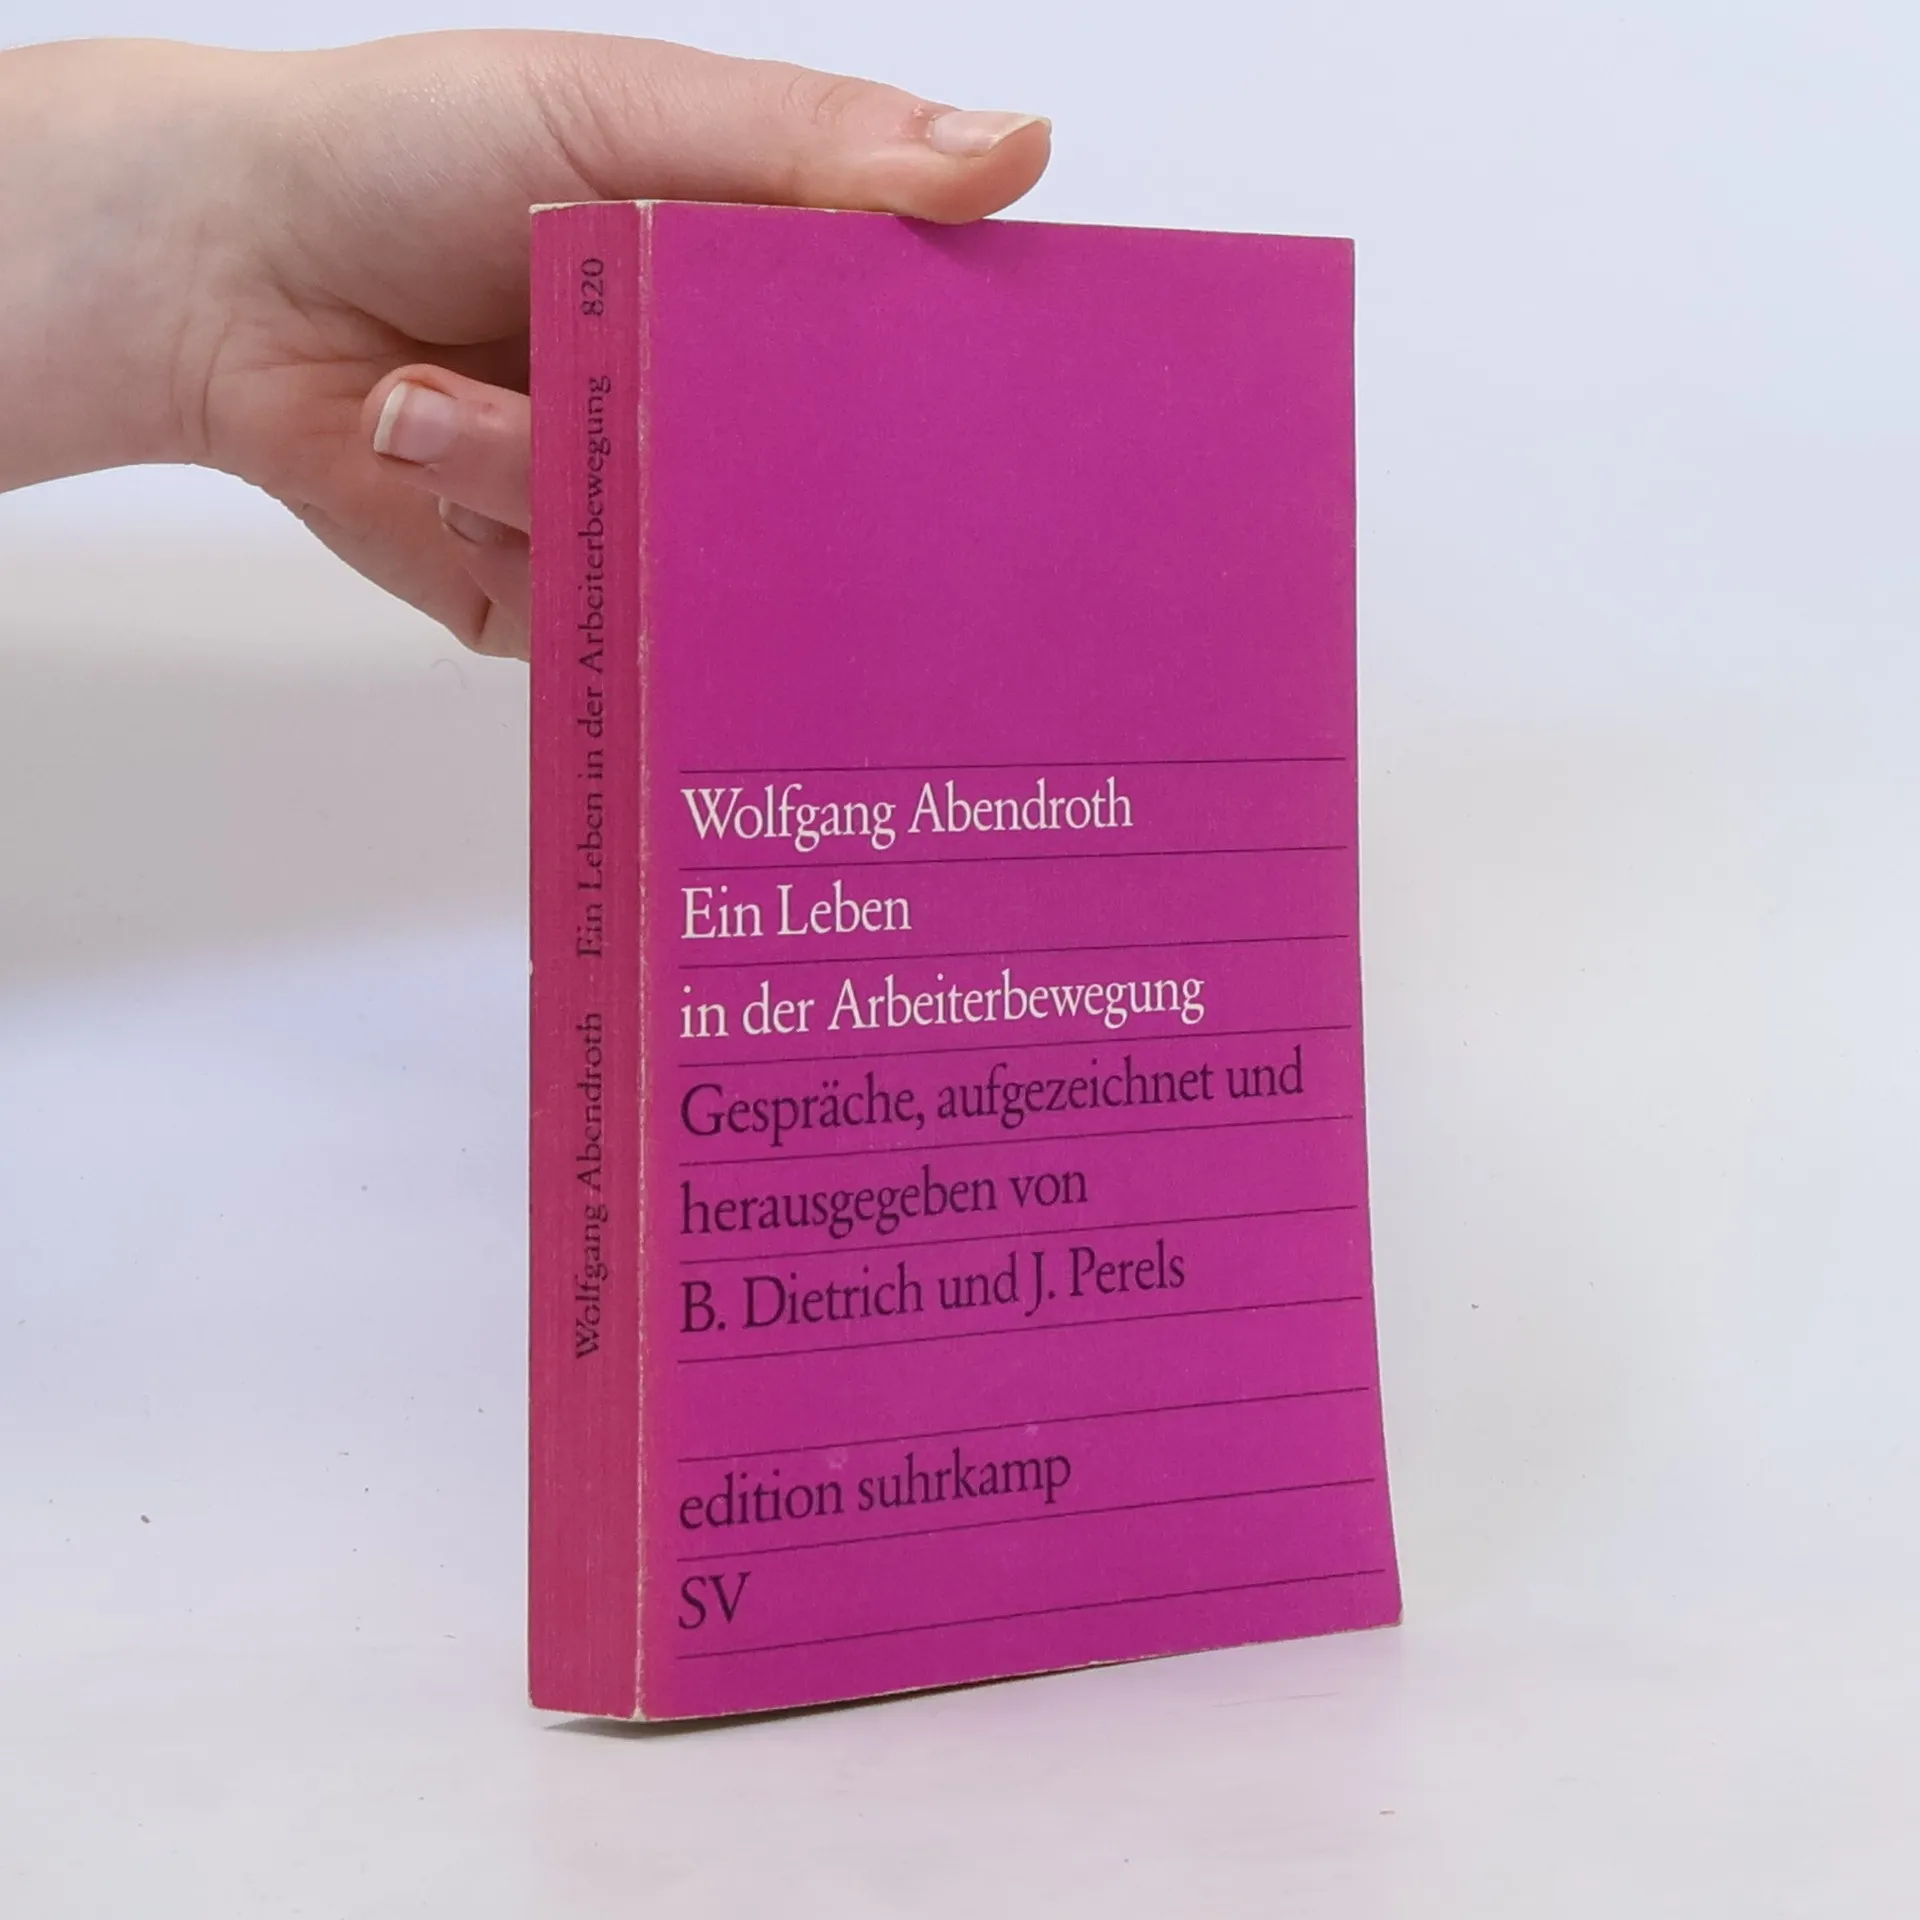 Wolfgang Abendroth · Ein Leben in der Arbeiterbewegung 820
Wolfgang Abendroth
Ein Leben
in der Arbeiterbewegung
Gespräche, aufgezeichnet und
herausgegeben von
B. Dietrich und J. Perels
edition suhrkamp
SV